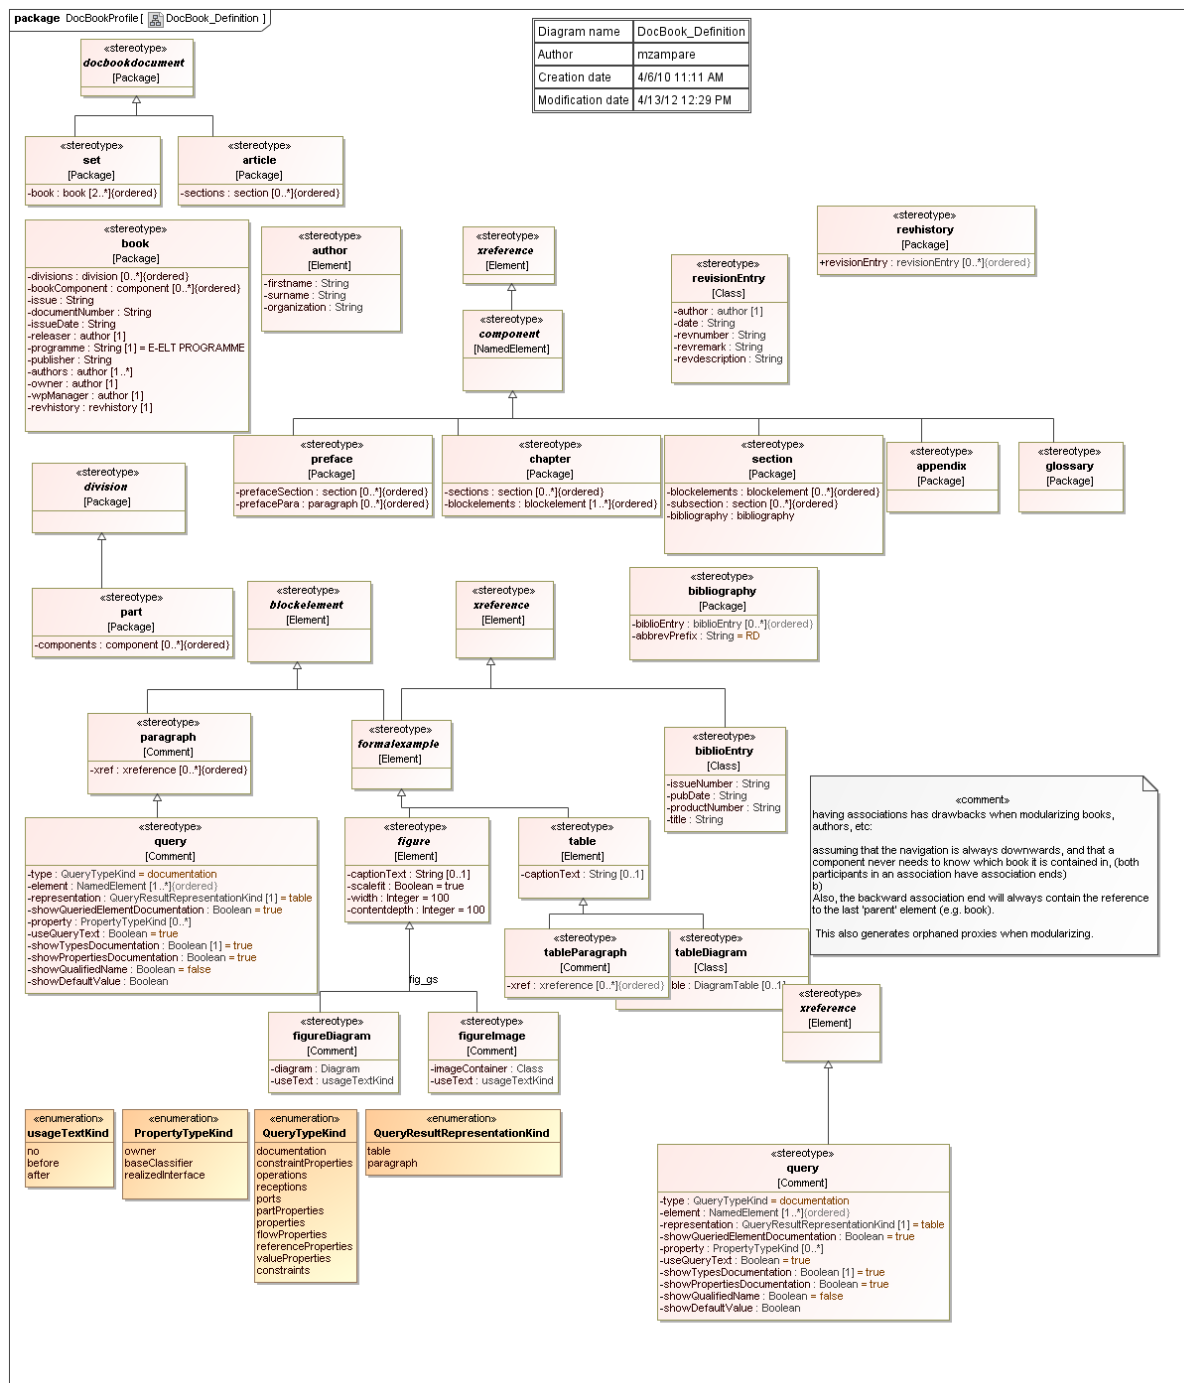 package DocBookProfile [ DocBook_Definition ]
Diagram name DocBook_Definition
Author mzampare
Creation date 4/6/10 11:11 AM
Modification date 4/13/12 12:29 PM
«stereotype»
docbookdocument
[Package]
«stereotype»
set
[Package]
-book : book [2..*]{ordered}
«stereotype»
article
[Package]
-sections : section [0..*]{ordered}
«stereotype»
book
[Package]
-divisions : division [0..*]{ordered}
-bookComponent : component [0..*]{ordered}
-issue : String
-documentNumber : String
-issueDate : String
-releaser : author [1]
-programme : String [1] = E-ELT PROGRAMME
-publisher : String
-authors : author [1..*]
-owner : author [1]
-wpManager : author [1]
-revhistory : revhistory [1]
«stereotype»
author
[Element]
-firstname : String
-surname : String
-organization : String
«stereotype»
xreference
[Element]
«stereotype»
component
[NamedElement]
«stereotype»
revisionEntry
[Class]
-author : author [1]
-date : String
-revnumber : String
-revremark : String
-revdescription : String
«stereotype»
revhistory
[Package]
+revisionEntry : revisionEntry [0..*]{ordered}
«stereotype»
preface
[Package]
-prefaceSection : section [0..*]{ordered}
-prefacePara : paragraph [0..*]{ordered}
«stereotype»
chapter
[Package]
-sections : section [0..*]{ordered}
-blockelements : blockelement [1..*]{ordered}
«stereotype»
section
[Package]
-blockelements : blockelement [0..*]{ordered}
-subsection : section [0..*]{ordered}
-bibliography : bibliography
«stereotype»
appendix
[Package]
«stereotype»
glossary
[Package]
«stereotype»
division
[Package]
«stereotype»
part
[Package]
-components : component [0..*]{ordered}
«stereotype»
blockelement
[Element]
«stereotype»
xreference
[Element]
«stereotype»
bibliography
[Package]
-biblioEntry : biblioEntry [0..*]{ordered}
-abbrevPrefix : String = RD
«stereotype»
paragraph
[Comment]
-xref : xreference [0..*]{ordered}
«stereotype»
formalexample
[Element]
«stereotype»
biblioEntry
[Class]
-issueNumber : String
-pubDate : String
-productNumber : String
-title : String
«comment»
having associations has drawbacks when modularizing books,
authors, etc:
assuming that the navigation is always downwards, and that a
component never needs to know which book it is contained in, (both
participants in an association have association ends)
b)
Also, the backward association end will always contain the reference
to the last 'parent' element (e.g. book).
This also generates orphaned proxies when modularizing.
«stereotype»
query
[Comment]
-type : QueryTypeKind = documentation
-element : NamedElement [1..*]{ordered}
-representation : QueryResultRepresentationKind [1] = table
-showQueriedElementDocumentation : Boolean = true
-property : PropertyTypeKind [0..*]
-useQueryText : Boolean = true
-showTypesDocumentation : Boolean [1] = true
-showPropertiesDocumentation : Boolean = true
-showQualifiedName : Boolean = false
-showDefaultValue : Boolean
«stereotype»
figure
[Element]
-captionText : String [0..1]
-scalefit : Boolean = true
-width : Integer = 100
-contentdepth : Integer = 100
«stereotype»
table
[Element]
-captionText : String [0..1]
«stereotype»
tableParagraph
[Comment]
-xref : xreference [0..*]{ordered}
«stereotype»
tableDiagram
[Class]
ble : DiagramTable [0..1]
fig_gs
«stereotype»
figureDiagram
[Comment]
-diagram : Diagram
-useText : usageTextKind
«stereotype»
figureImage
[Comment]
-imageContainer : Class
-useText : usageTextKind
«stereotype»
xreference
[Element]
«enumeration»
usageTextKind
no
before
after
«enumeration»
PropertyTypeKind
owner
baseClassifier
realizedInterface
«enumeration»
QueryTypeKind
documentation
constraintProperties
operations
receptions
ports
partProperties
properties
flowProperties
referenceProperties
valueProperties
constraints
«enumeration»
QueryResultRepresentationKind
table
paragraph
«stereotype»
query
[Comment]
-type : QueryTypeKind = documentation
-element : NamedElement [1..*]{ordered}
-representation : QueryResultRepresentationKind [1] = table
-showQueriedElementDocumentation : Boolean = true
-property : PropertyTypeKind [0..*]
-useQueryText : Boolean = true
-showTypesDocumentation : Boolean [1] = true
-showPropertiesDocumentation : Boolean = true
-showQualifiedName : Boolean = false
-showDefaultValue : Boolean